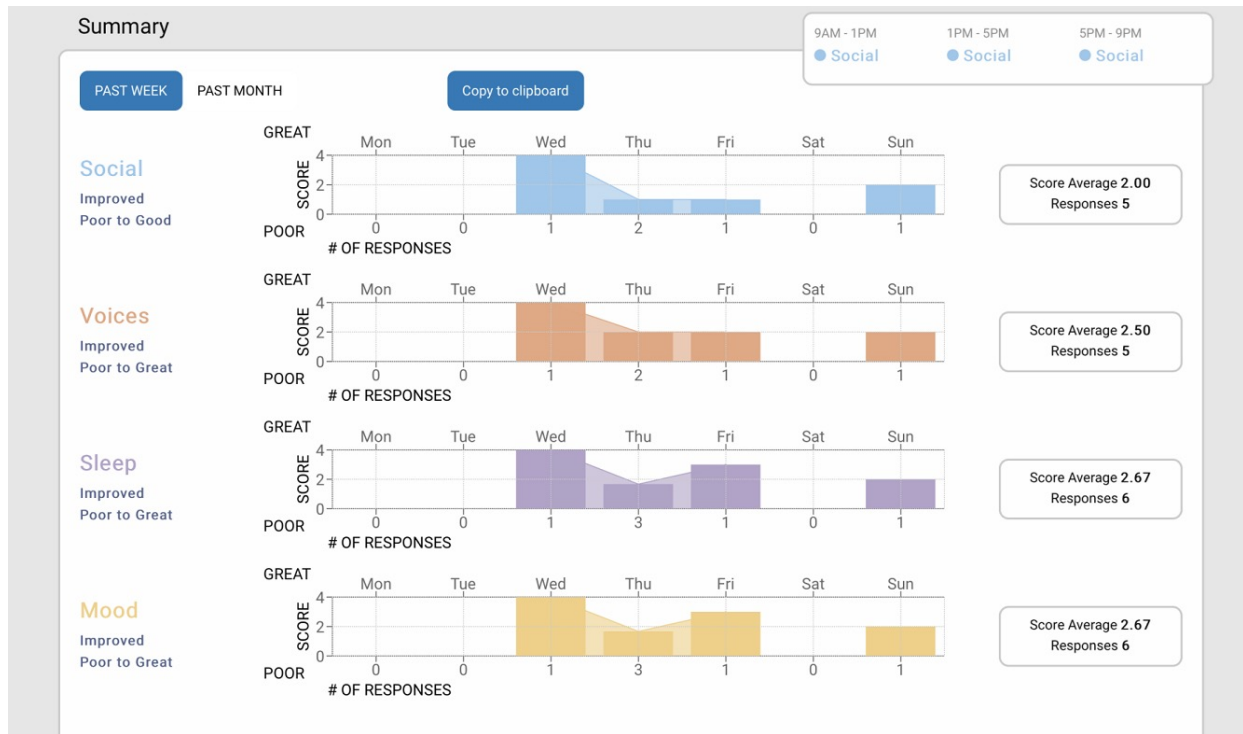 Summary
9AM - 1PM 1PM - 5PM 5PM - 9PM
Social Social Social
PAST WEEK PAST MONTH Copy to clipboard
GREAT
Mon Tue Wed Thu Fri Sat Sun
Social
Improved
Poor to Good
SCORE
4
2
0
POOR
0 0 1 2 1 0 1
# OF RESPONSES
Score Average 2.00
Responses 5
GREAT
Mon Tue Wed Thu Fri Sat Sun
Voices
Improved
Poor to Great
SCORE
4
2
0
POOR
0 0 1 2 1 0 1
# OF RESPONSES
Score Average 2.50
Responses 5
GREAT
Mon Tue Wed Thu Fri Sat Sun
Sleep
Improved
Poor to Great
SCORE
4
2
0
POOR
0 0 1 3 1 0 1
# OF RESPONSES
Score Average 2.67
Responses 6
GREAT
Mon Tue Wed Thu Fri Sat Sun
Mood
Improved
Poor to Great
SCORE
4
2
0
POOR
0 0 1 3 1 0 1
# OF RESPONSES
Score Average 2.67
Responses 6